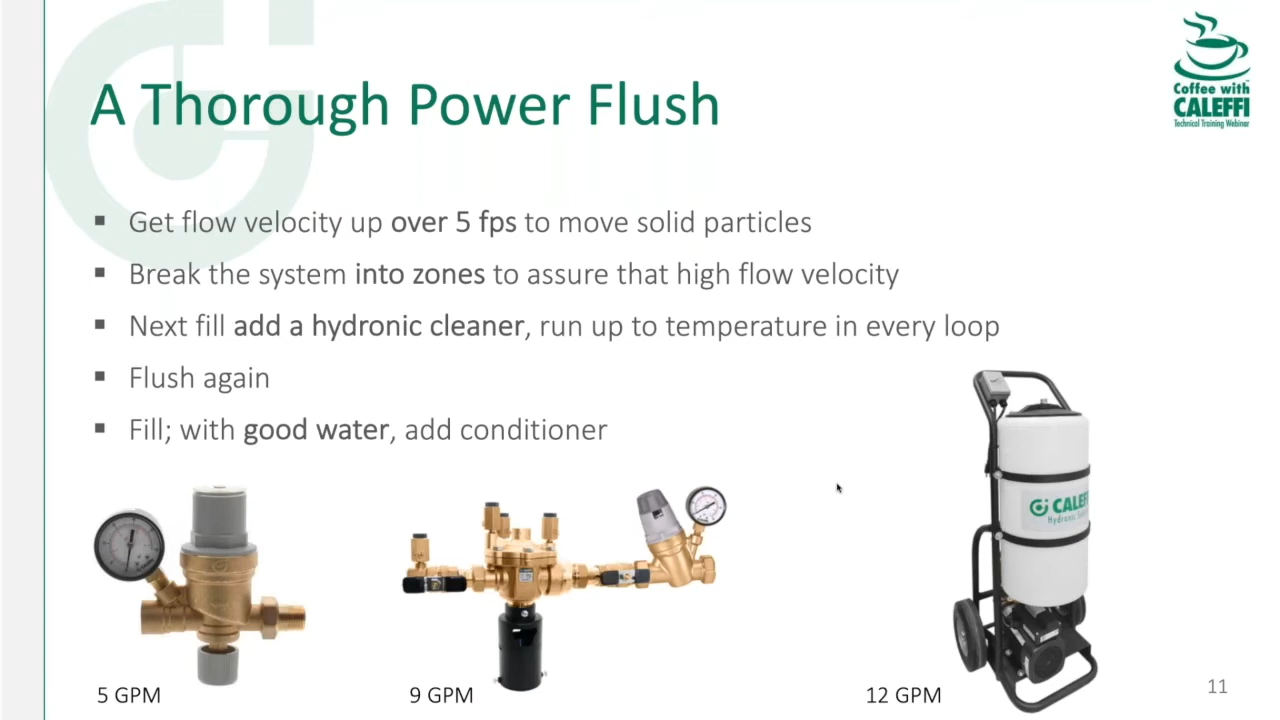 Coffee with
CALEFFI
Technical Training Webinar
A Thorough Power Flush
▪ Get flow velocity up over 5 fps to move solid particles
▪ Break the system into zones to assure that high flow velocity
▪ Next fill add a hydronic cleaner, run up to temperature in every loop
▪ Flush again
▪ Fill; with good water, add conditioner
CALEF
Hydronic
5 GPM
9 GPM
12 GPM
11